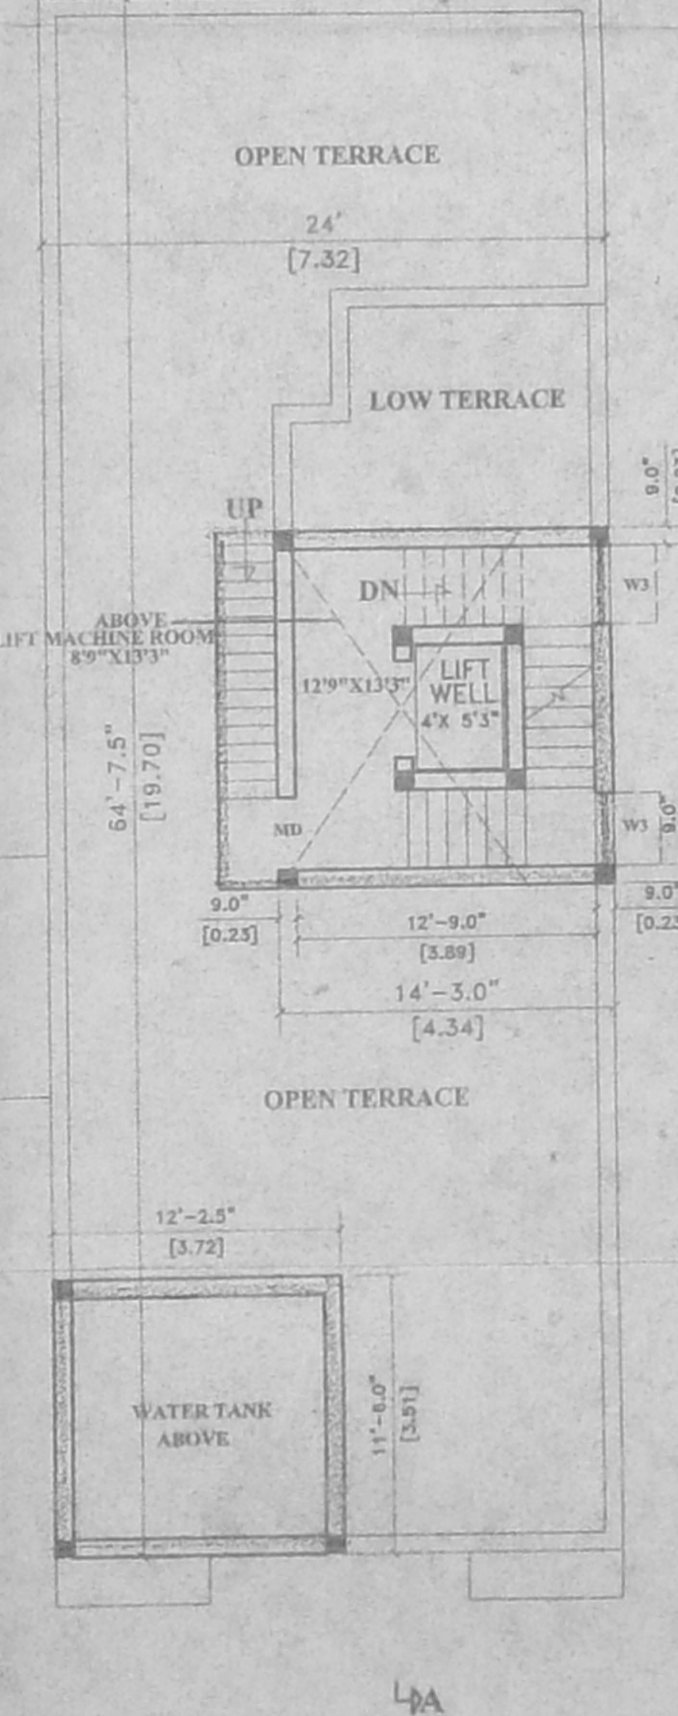 OPEN TERRACE
24'
[7.32]
LOW TERRACE
9.0"
UP
DN
W3
ABOVE
LIFT MACHINE ROOM
8'9"X13'3"
12'9"X13'3"
LIFT
WELL
4'X 5'3"
64'-7.5"
[19.70]
MD
W3
9.0"
9.0"
[0.23]
12'-9.0"
[3.89]
9.0"
[0.23
14'-3.0"
[4.34]
OPEN TERRACE
12'-2.5"
[3.72]
WATER TANK
ABOVE
11'-6.0"
[3.51]
LDA